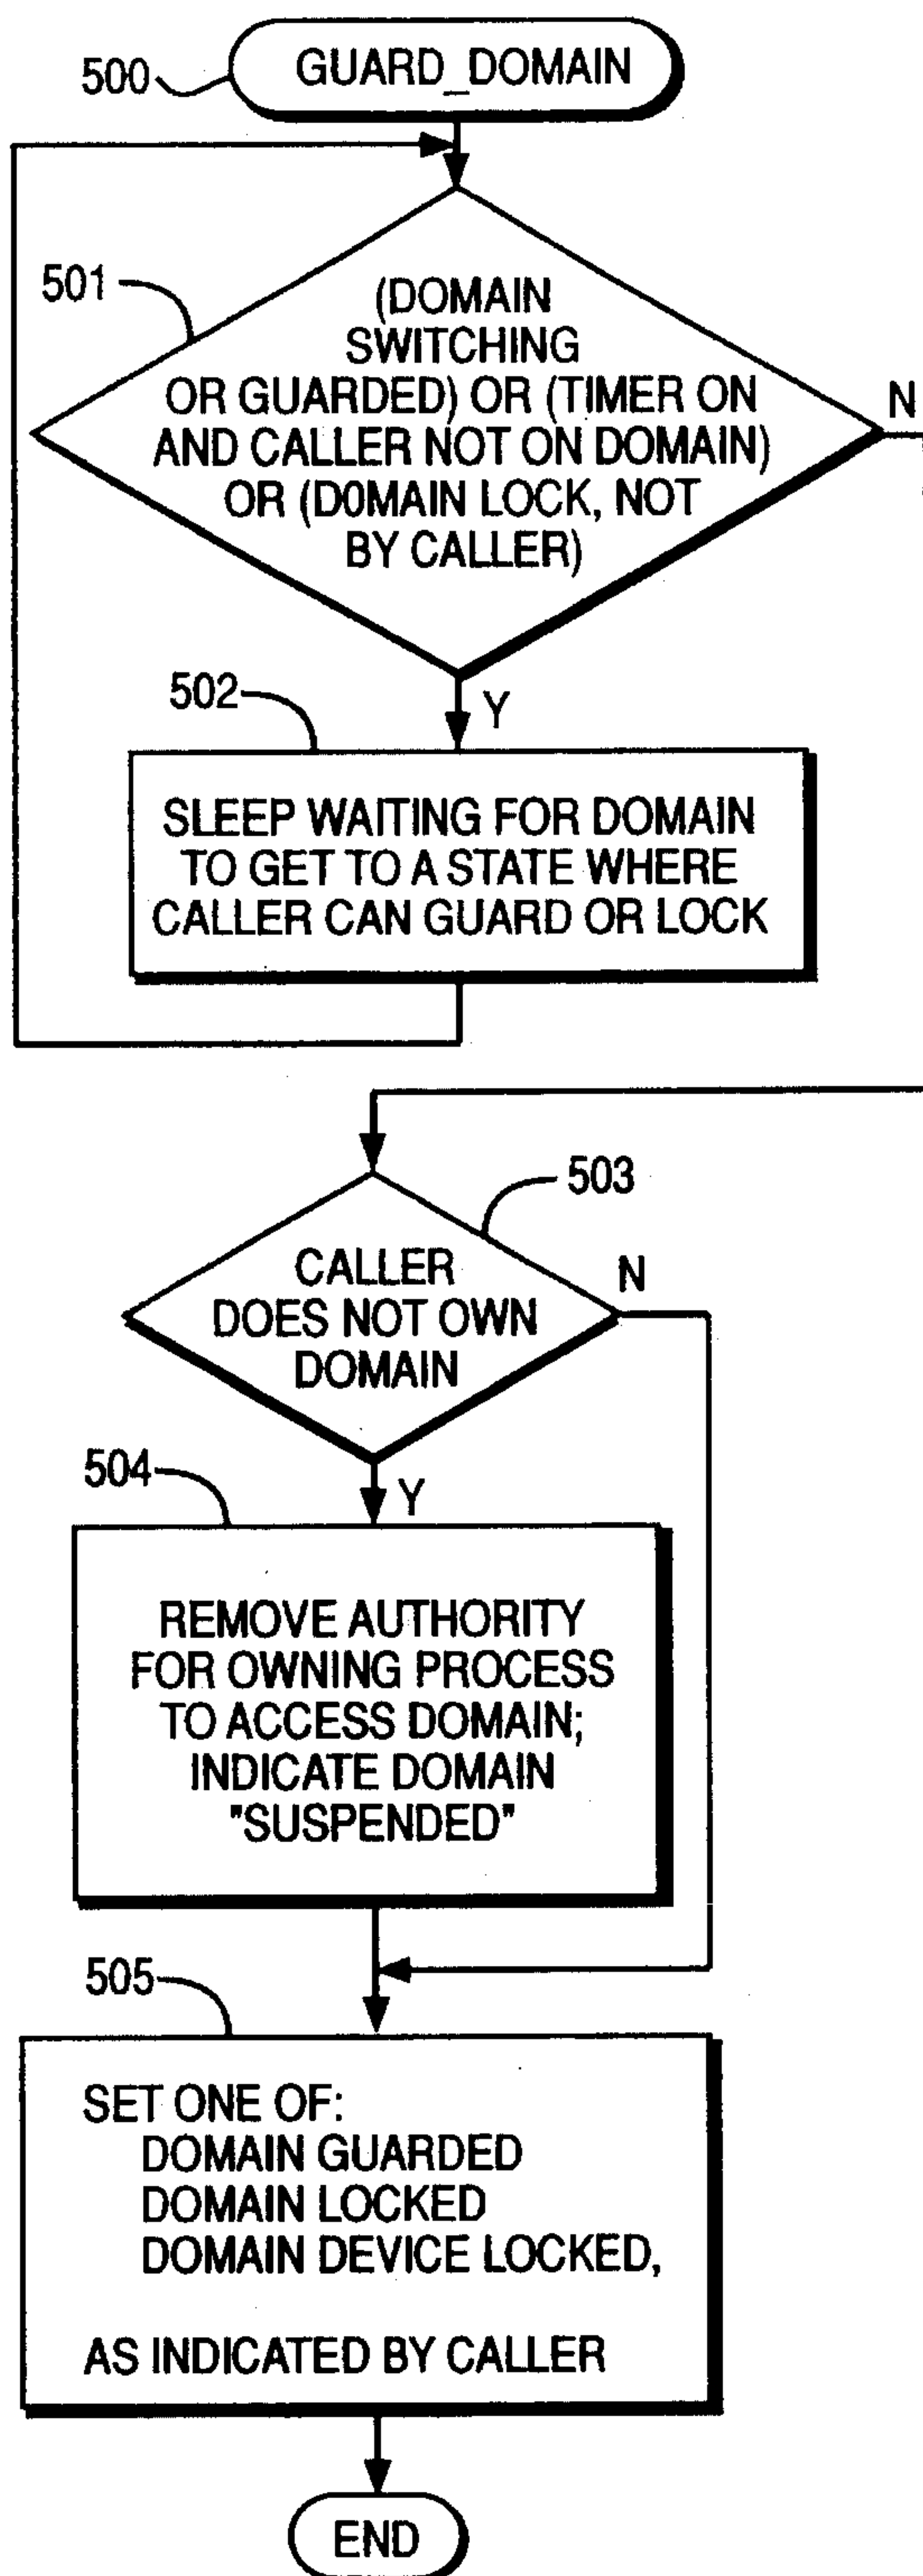 500
GUARD_DOMAIN
501
(DOMAIN
SWITCHING
OR GUARDED) OR (TIMER ON
AND CALLER NOT ON DOMAIN)
OR (DOMAIN LOCK, NOT
BY CALLER)
N
502
Y
SLEEP WAITING FOR DOMAIN
TO GET TO A STATE WHERE
CALLER CAN GUARD OR LOCK
503
CALLER
DOES NOT OWN
DOMAIN
N
504
Y
REMOVE AUTHORITY
FOR OWNING PROCESS
TO ACCESS DOMAIN;
INDICATE DOMAIN
"SUSPENDED"
505
SET ONE OF:
DOMAIN GUARDED
DOMAIN LOCKED
DOMAIN DEVICE LOCKED,
AS INDICATED BY CALLER
END